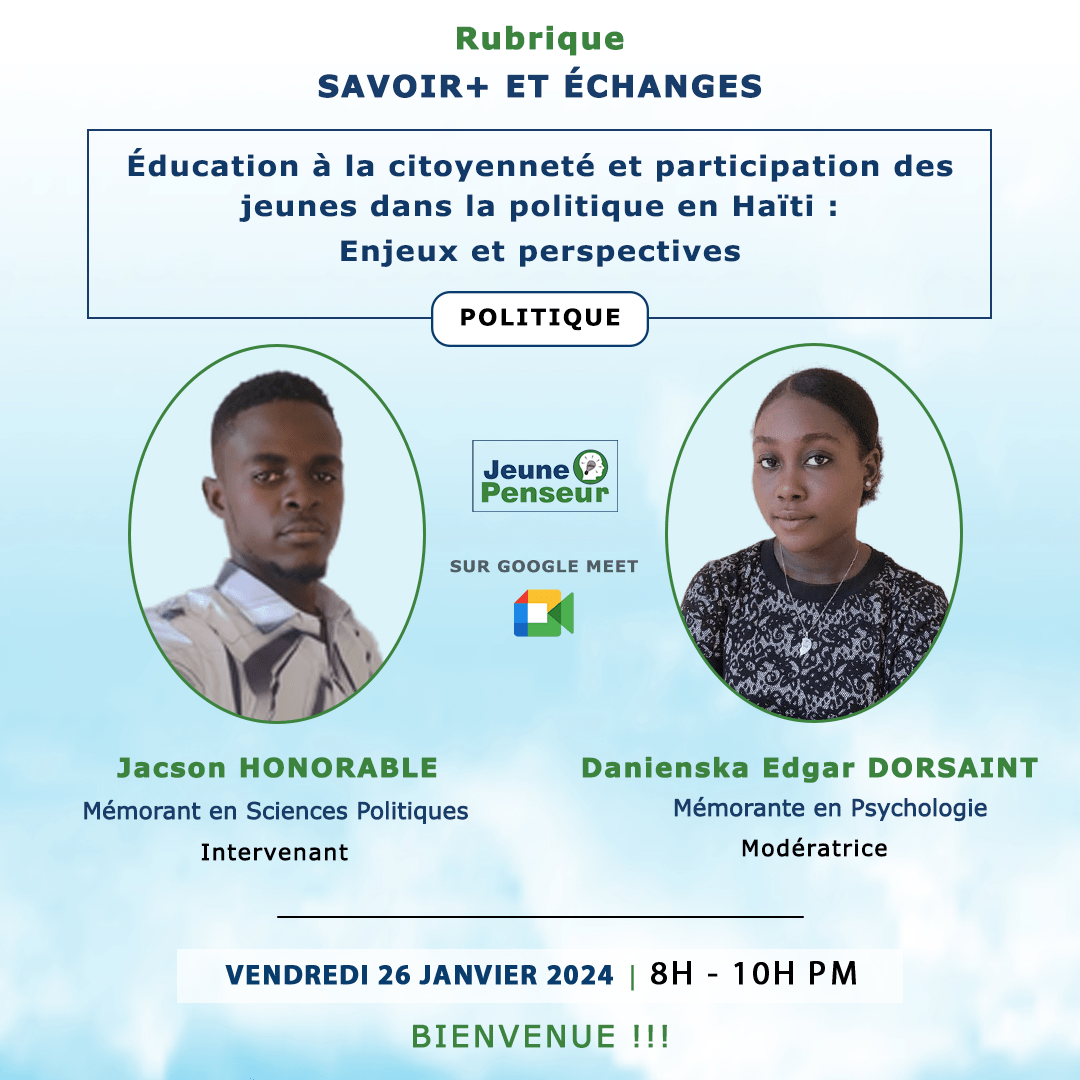 Rubrique
SAVOIR+ ET ÉCHANGES
Éducation à la citoyenneté et participation des
jeunes dans la politique en Haïti :
Enjeux et perspectives
POLITIQUE
Jeune
Penseur
SUR GOOGLE MEET
Jacson HONORABLE
Mémorant en Sciences Politiques
Intervenant
Danienska Edgar DORSAINT
Mémorante en Psychologie
Modératrice
VENDREDI 26 JANVIER 2024 | 8H - 10H PM
BIENVENUE !!!